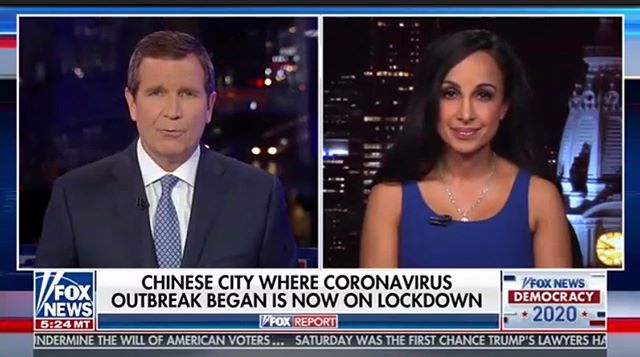 CHINESE CITY WHERE CORONAVIRUS
OUTBREAK BEGAN IS NOW ON LOCKDOWN
FOX
NEWS
5:24 MT
FOX REPORT
FOX NEWS
DEMOCRACY
2020
NDERMINE THE WILL OF AMERICAN VOTERS... SATURDAY WAS THE FIRST CHANCE TRUMP'S LAWYERS HA